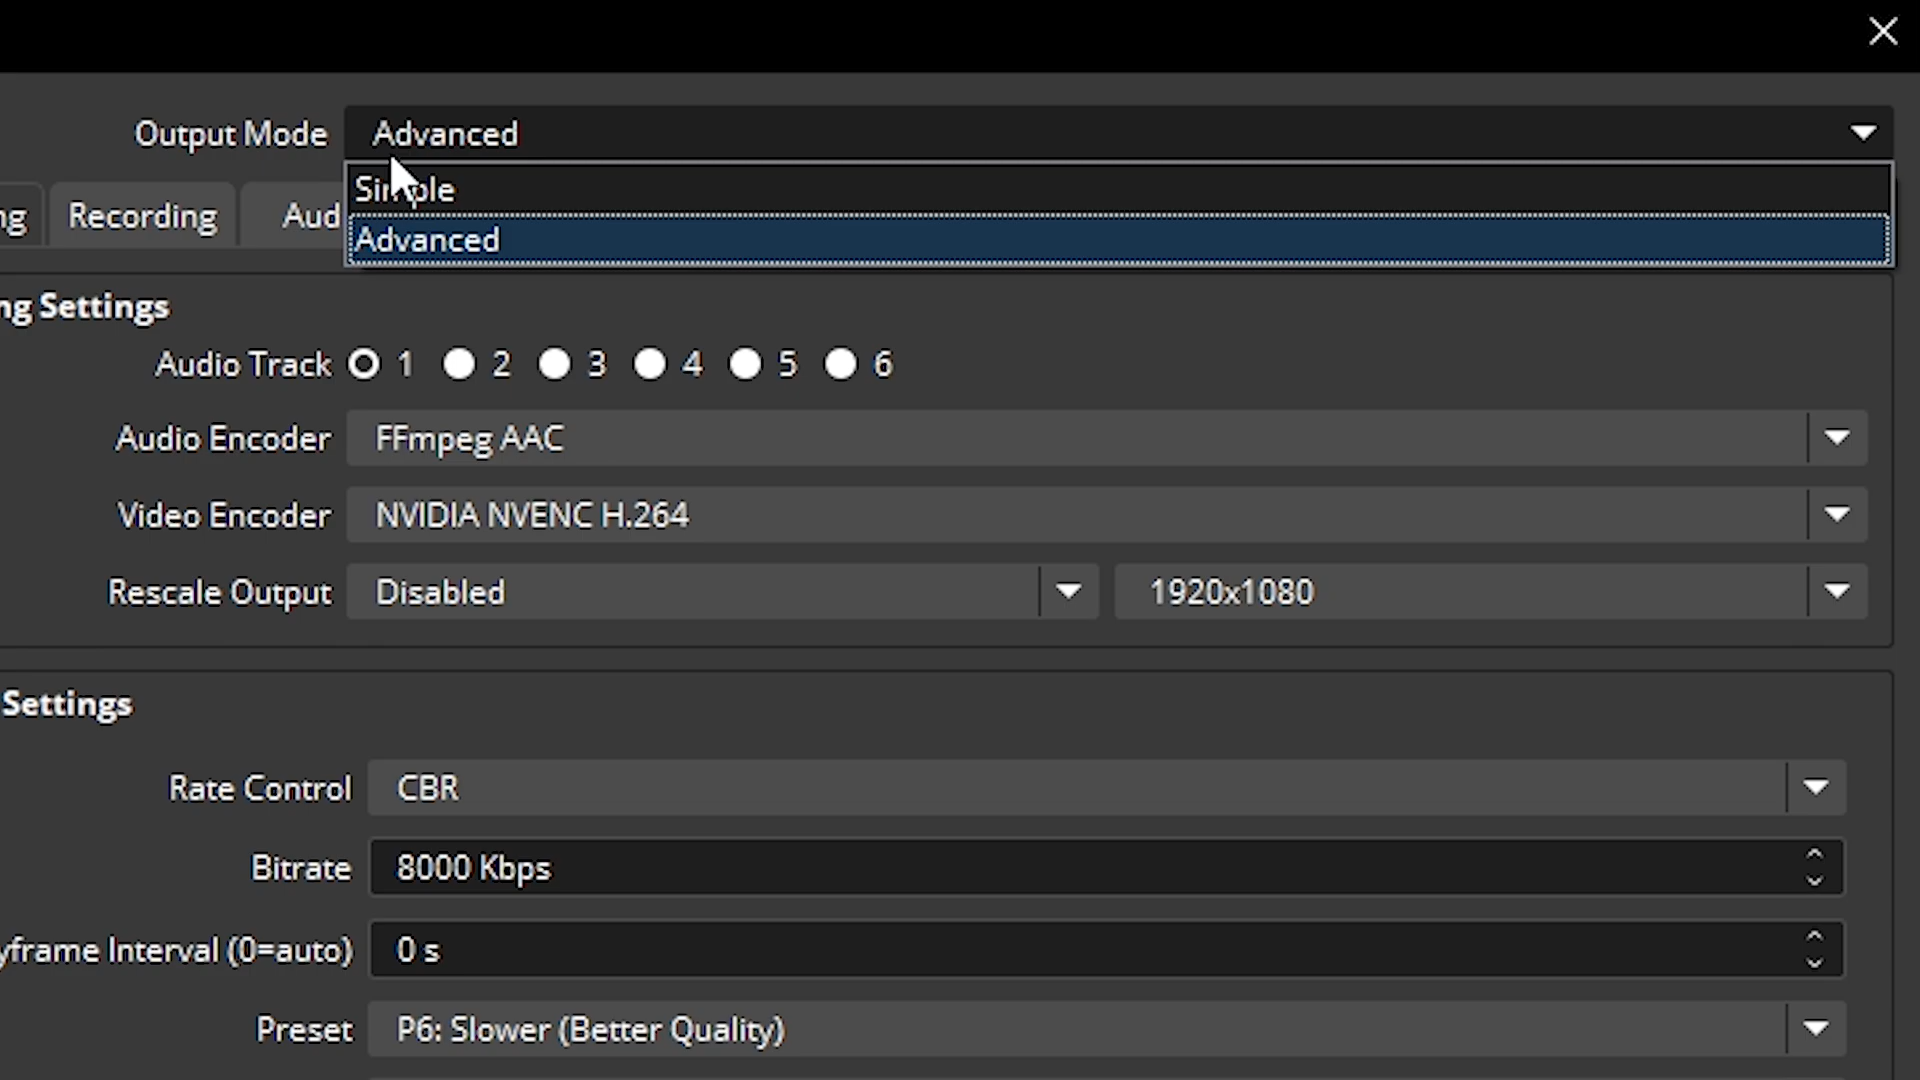 Output Mode Advanced
Simple
ng Recording Aud
Advanced
ng Settings
Audio Track 1 2 3 4 5 6
Audio Encoder FFmpeg AAC
Video Encoder NVIDIA NVENC H.264
Rescale Output Disabled 1920x1080
Settings
Rate Control CBR
Bitrate 8000 Kbps
yframe Interval (0=auto) 0 s
Preset P6: Slower (Better Quality)